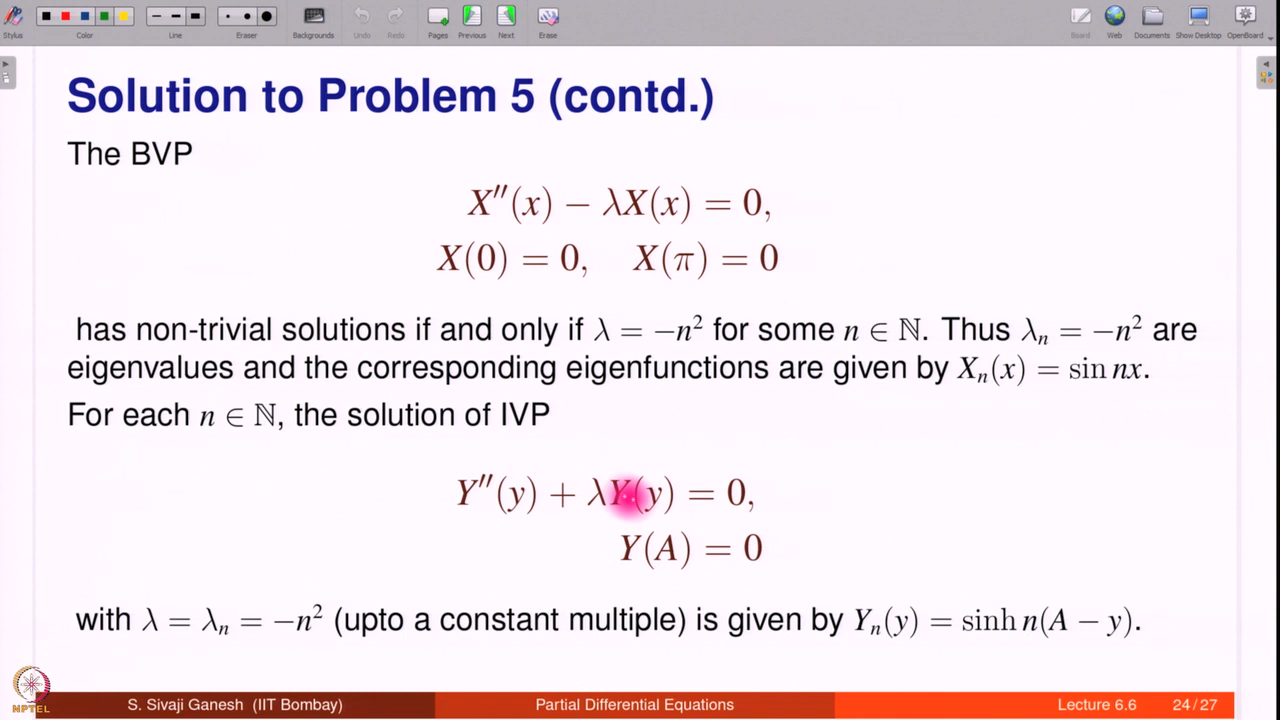 Stylus Color Line Eraser Backgrounds Undo Redo Pages Previous Next Erase Board Web Documents Show Desktop OpenBoard
Solution to Problem 5 (contd.)
The BVP
X″(x) − λX(x) = 0,
X(0) = 0, X(π) = 0
has non-trivial solutions if and only if λ = −n² for some n ∈ ℕ. Thus λₙ = −n² are
eigenvalues and the corresponding eigenfunctions are given by Xₙ(x) = sin nx.
For each n ∈ ℕ, the solution of IVP
Y″(y) + λY(y) = 0,
Y(A) = 0
with λ = λₙ = −n² (upto a constant multiple) is given by Yₙ(y) = sinh n(A − y).
NPTEL
S. Sivaji Ganesh (IIT Bombay) Partial Differential Equations Lecture 6.6 24/27